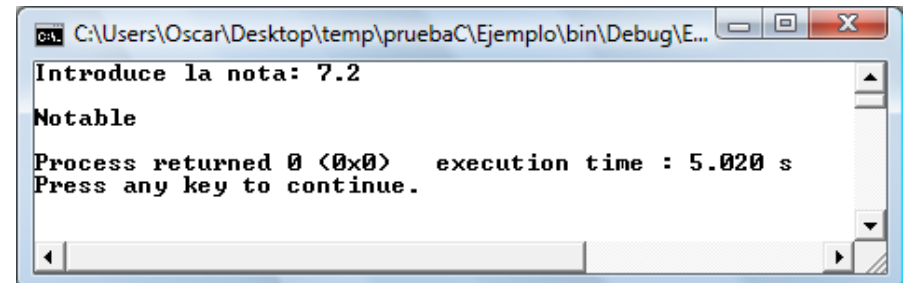 C:\Users\Oscar\Desktop\temp\pruebaC\Ejemplo\bin\Debug\E...
Introduce la nota: 7.2
Notable
Process returned 0 (0x0)   execution time : 5.020 s
Press any key to continue.